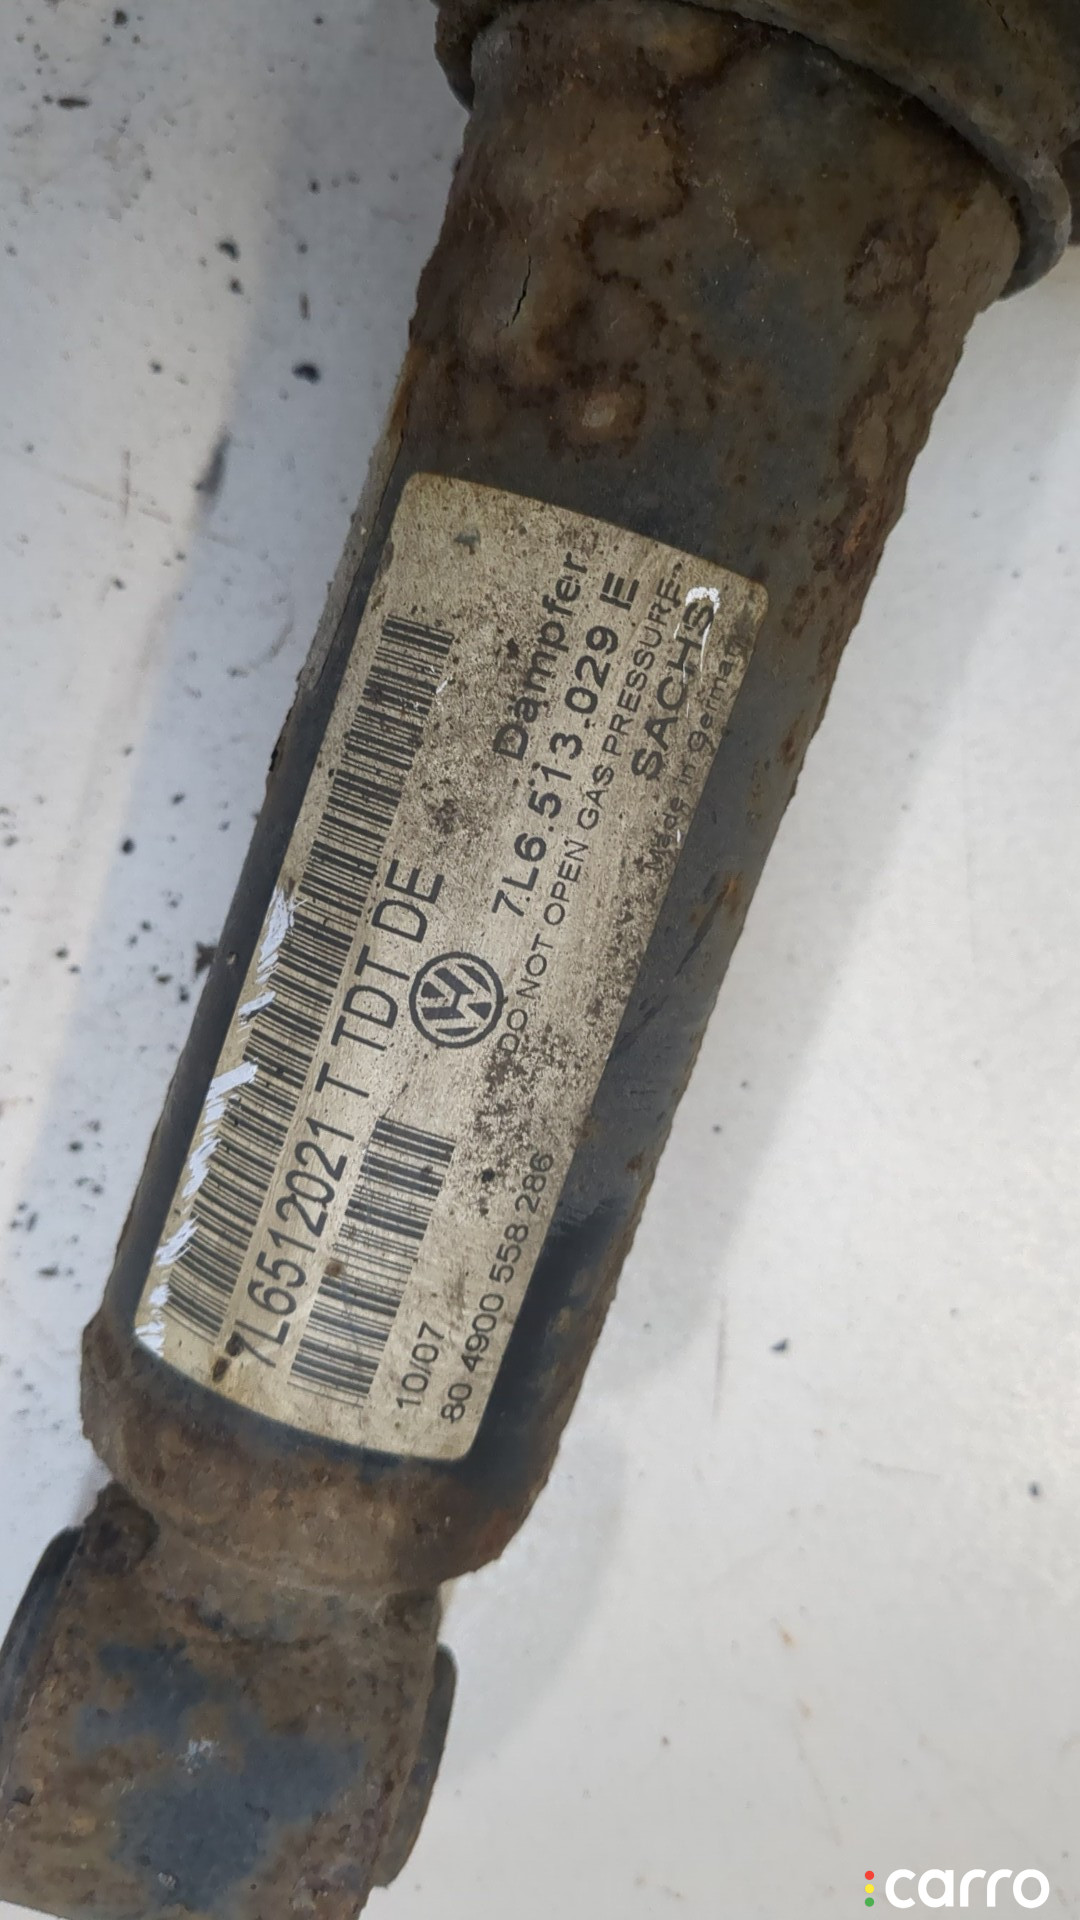 7L6512021 T TDT DE
Dämpfer
7L6.513.029 E
DO NOT OPEN GAS PRESSURE
SACHS
Made in germany
10/07
80 4900 558 286
carro